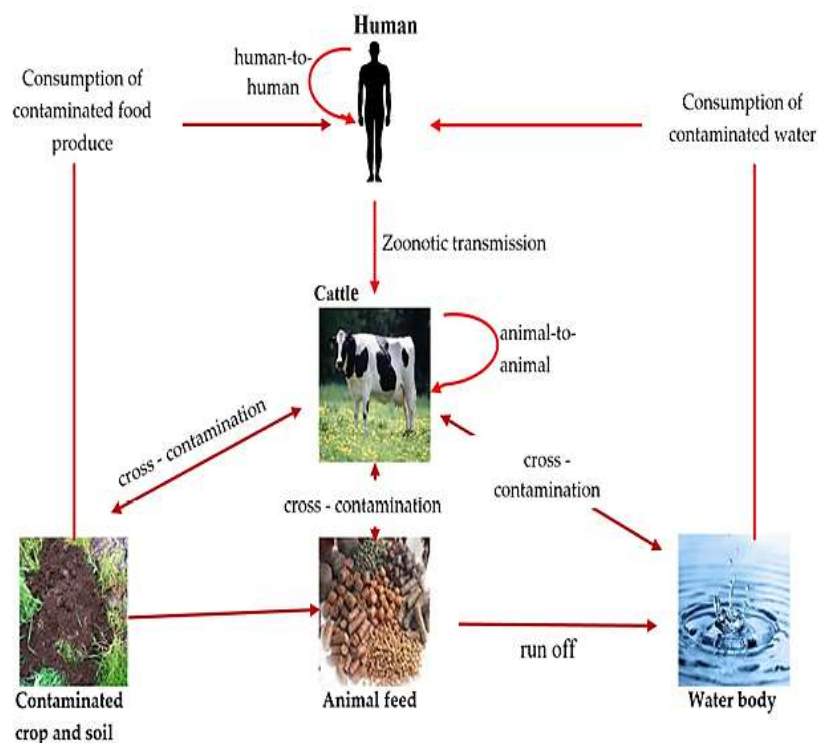 Human
human-to-
human
Consumption of
contaminated food
produce
Consumption of
contaminated water
Zoonotic transmission
Cattle
animal-to-
animal
cross - contamination
cross - contamination
cross -
contamination
run off
Contaminated
crop and soil
Animal feed
Water body